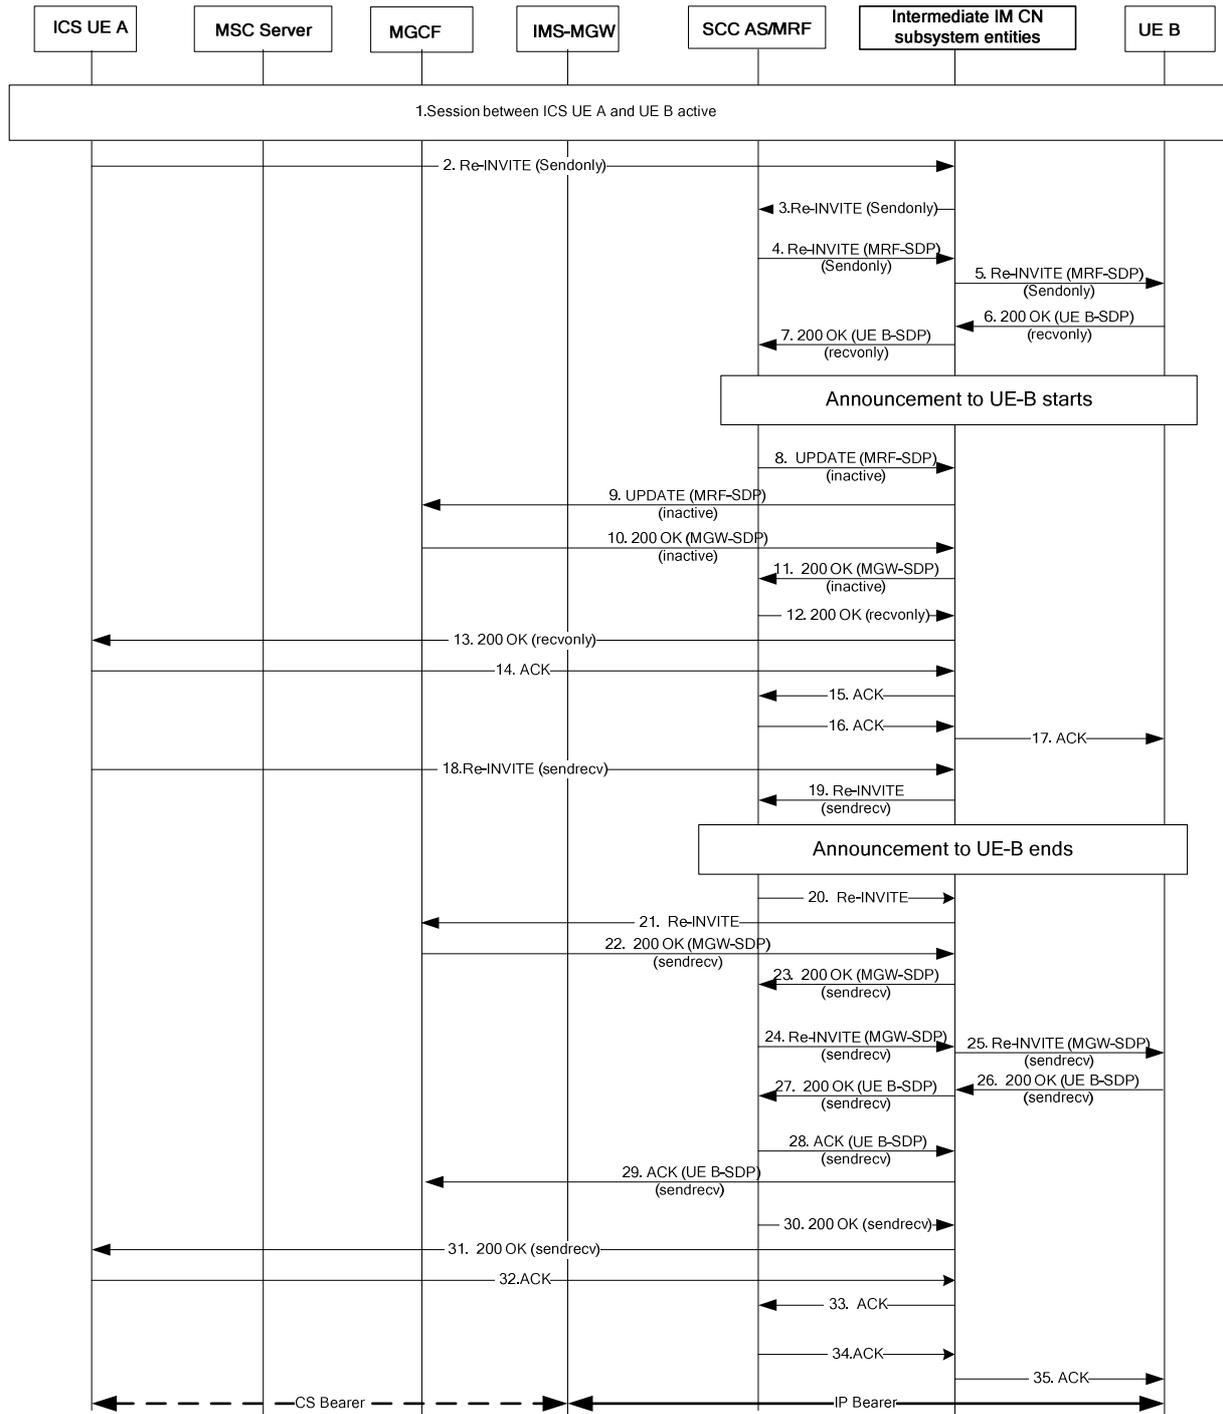 ICS UE A
MSC Server
MGCF
IMS-MGW
SCC AS/MRF
Intermediate IM CN
subsystem entities
UE B
1.Session between ICS UE A and UE B active
2. Re-INVITE (Sendonly)
3.Re-INVITE (Sendonly)
4. Re-INVITE (MRF-SDP)
(Sendonly)
5. Re-INVITE (MRF-SDP)
(Sendonly)
6. 200 OK (UE B-SDP)
(recvonly)
7. 200 OK (UE B-SDP)
(recvonly)
Announcement to UE-B starts
8. UPDATE (MRF-SDP)
(inactive)
9. UPDATE (MRF-SDP)
(inactive)
10. 200 OK (MGW-SDP)
(inactive)
11. 200 OK (MGW-SDP)
(inactive)
12. 200 OK (recvonly)
13. 200 OK (recvonly)
14. ACK
15. ACK
16. ACK
17. ACK
18.Re-INVITE (sendrecv)
19. Re-INVITE
(sendrecv)
Announcement to UE-B ends
20. Re-INVITE
21. Re-INVITE
22. 200 OK (MGW-SDP)
(sendrecv)
23. 200 OK (MGW-SDP)
(sendrecv)
24. Re-INVITE (MGW-SDP)
(sendrecv)
25. Re-INVITE (MGW-SDP)
(sendrecv)
26. 200 OK (UE B-SDP)
(sendrecv)
27. 200 OK (UE B-SDP)
(sendrecv)
28. ACK (UE B-SDP)
(sendrecv)
29. ACK (UE B-SDP)
(sendrecv)
30. 200 OK (sendrecv)
31. 200 OK (sendrecv)
32.ACK
33. ACK
34.ACK
35. ACK
CS Bearer
IP Bearer